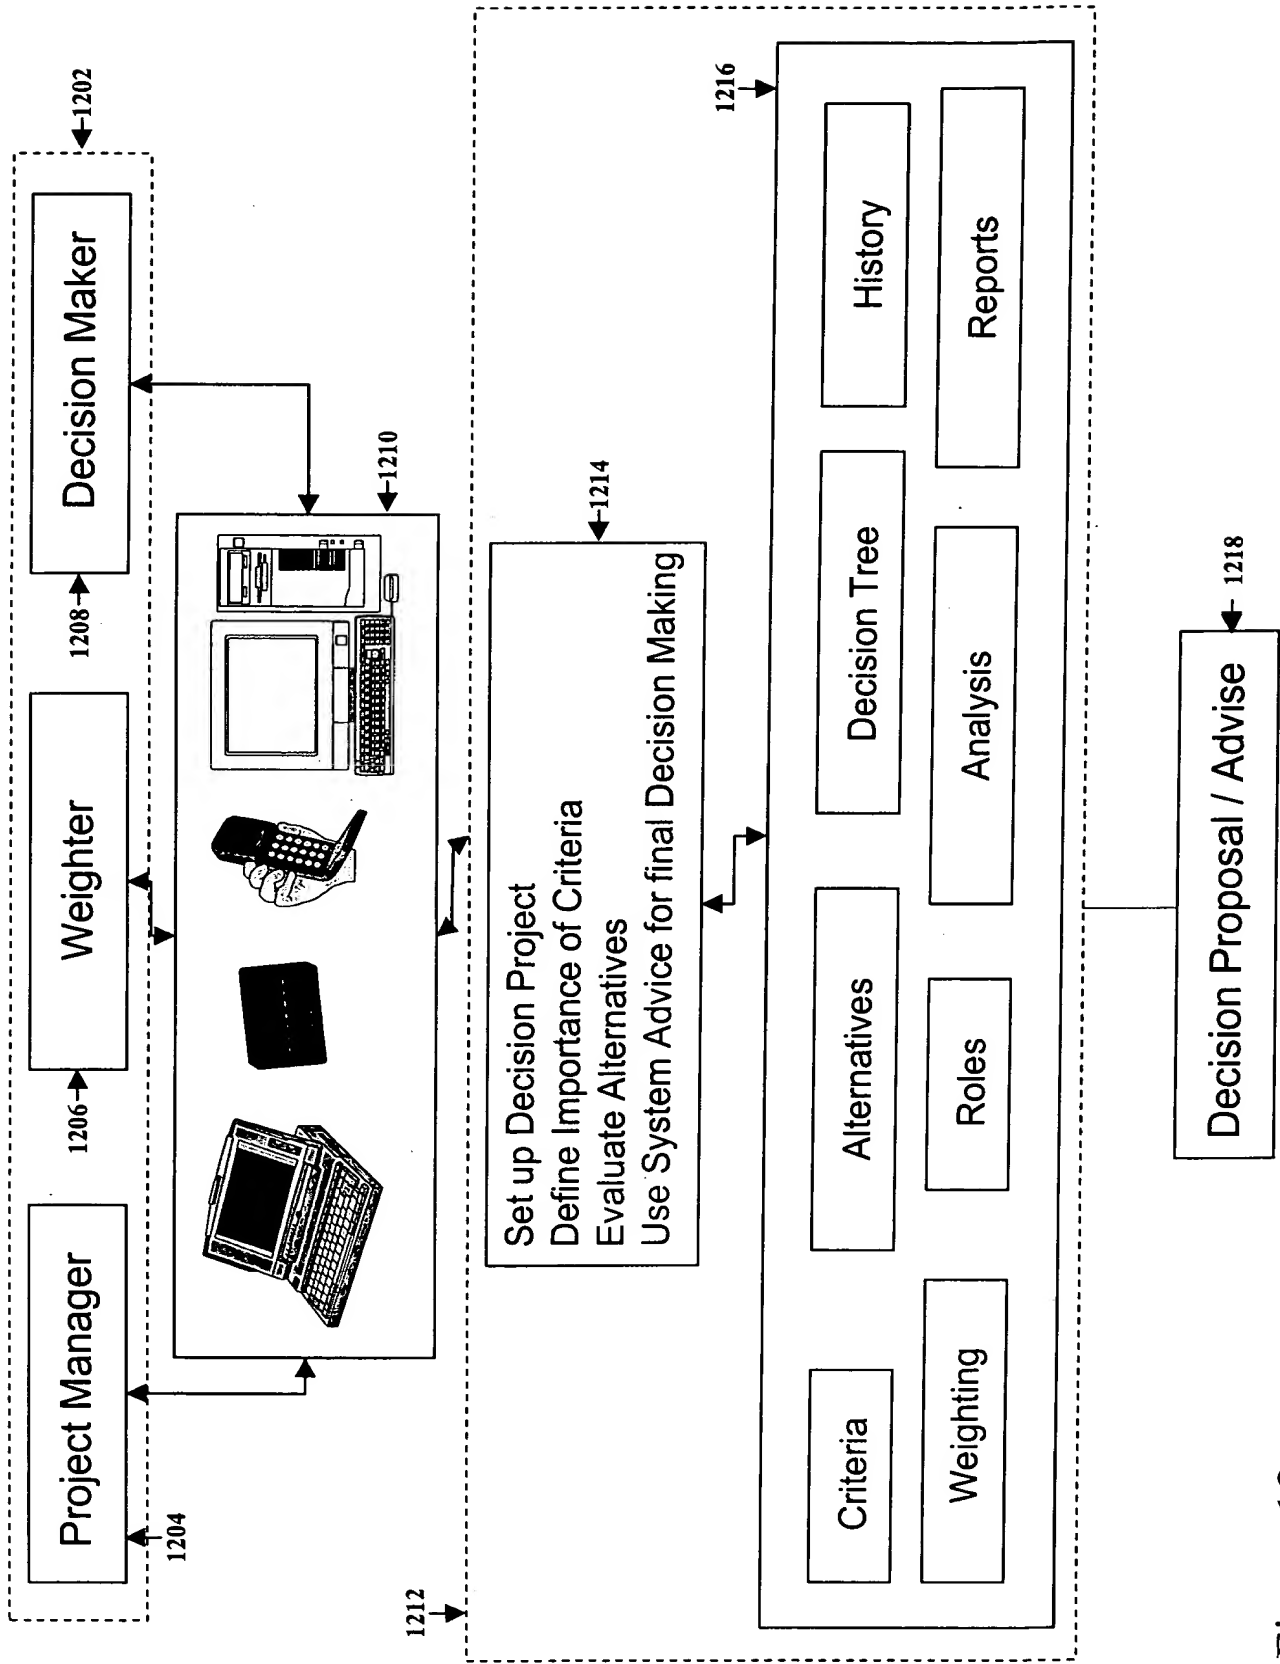 1202
Project Manager
Weighter
Decision Maker
1204
1206
1208
1210
1212
1214
Set up Decision Project
Define Importance of Criteria
Evaluate Alternatives
Use System Advice for final Decision Making
1216
Criteria
Alternatives
Decision Tree
History
Weighting
Roles
Analysis
Reports
Decision Proposal / Advise
1218